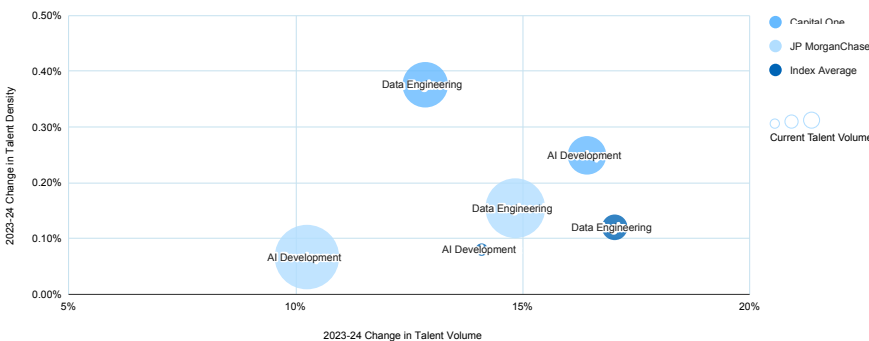 0.50%
Capital One
JP MorganChase
Index Average
Current Talent Volume
0.40%
Data Engineering
0.30%
AI Development
0.20%
Data Engineering
Data Engineering
0.10%
AI Development
AI Development
0.00%
5%
10%
15%
20%
2023-24 Change in Talent Density
2023-24 Change in Talent Volume